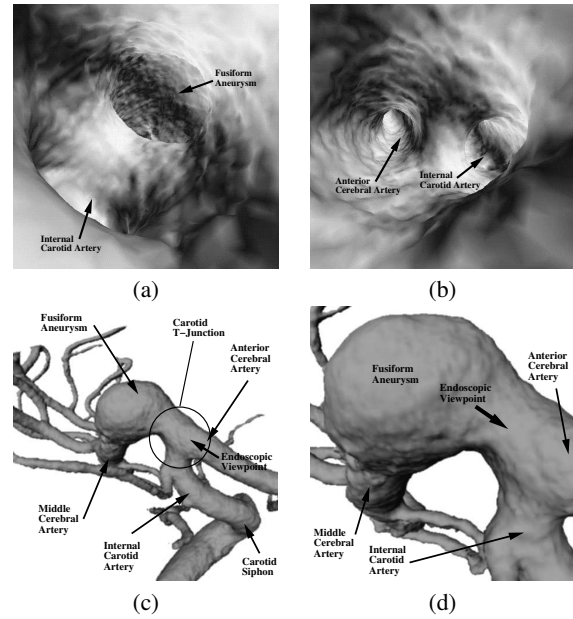 Fusiform
Aneurysm
Internal
Carotid Artery
(a)
Anterior
Cerebral Artery
Internal
Carotid Artery
(b)
Fusiform
Aneurysm
Carotid
T-Junction
Anterior
Cerebral
Artery
Endoscopic
Viewpoint
Middle
Cerebral
Artery
Internal
Carotid
Artery
Carotid
Siphon
(c)
Fusiform
Aneurysm
Anterior
Cerebral
Artery
Endoscopic
Viewpoint
Middle
Cerebral
Artery
Internal
Carotid
Artery
(d)